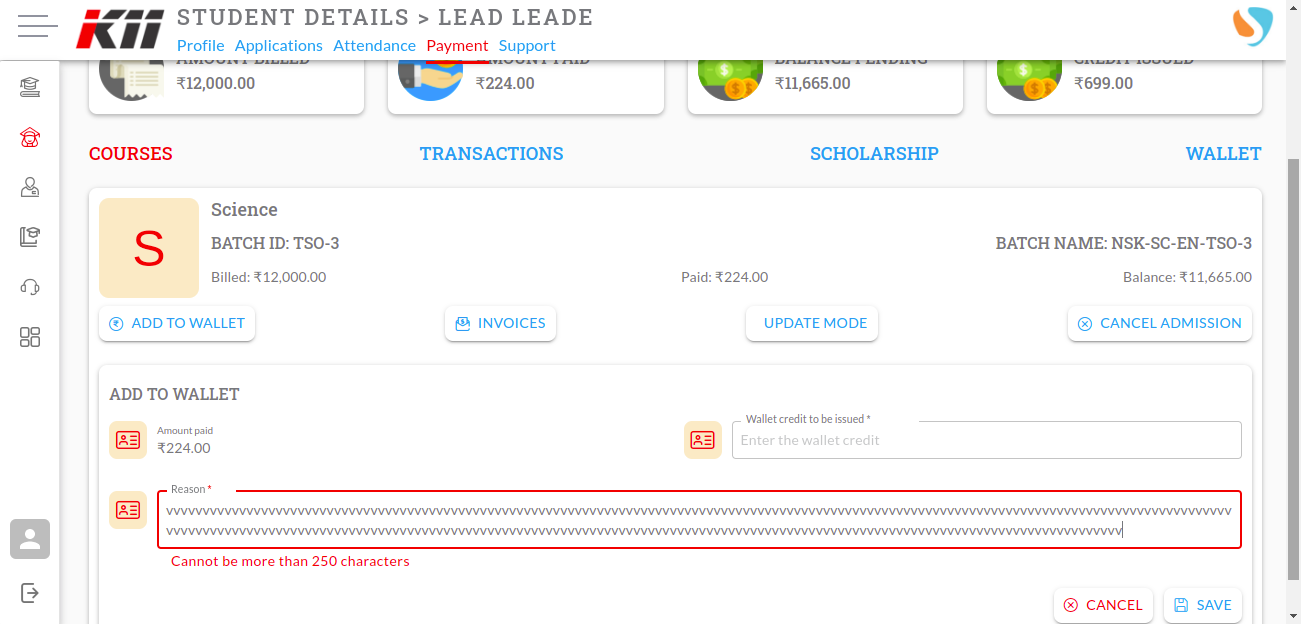 KII
STUDENT DETAILS > LEAD LEADE
Profile Applications Attendance Payment Support
AMOUNT BILLED
₹12,000.00
AMOUNT PAID
₹224.00
BALANCE PENDING
₹11,665.00
CREDIT ISSUED
₹699.00
COURSES TRANSACTIONS SCHOLARSHIP WALLET
S
Science
BATCH ID: TSO-3
BATCH NAME: NSK-SC-EN-TSO-3
Billed: ₹12,000.00
Paid: ₹224.00
Balance: ₹11,665.00
ADD TO WALLET
INVOICES
UPDATE MODE
CANCEL ADMISSION
ADD TO WALLET
Amount paid
₹224.00
Wallet credit to be issued *
Enter the wallet credit
Reason *
Cannot be more than 250 characters
CANCEL
SAVE